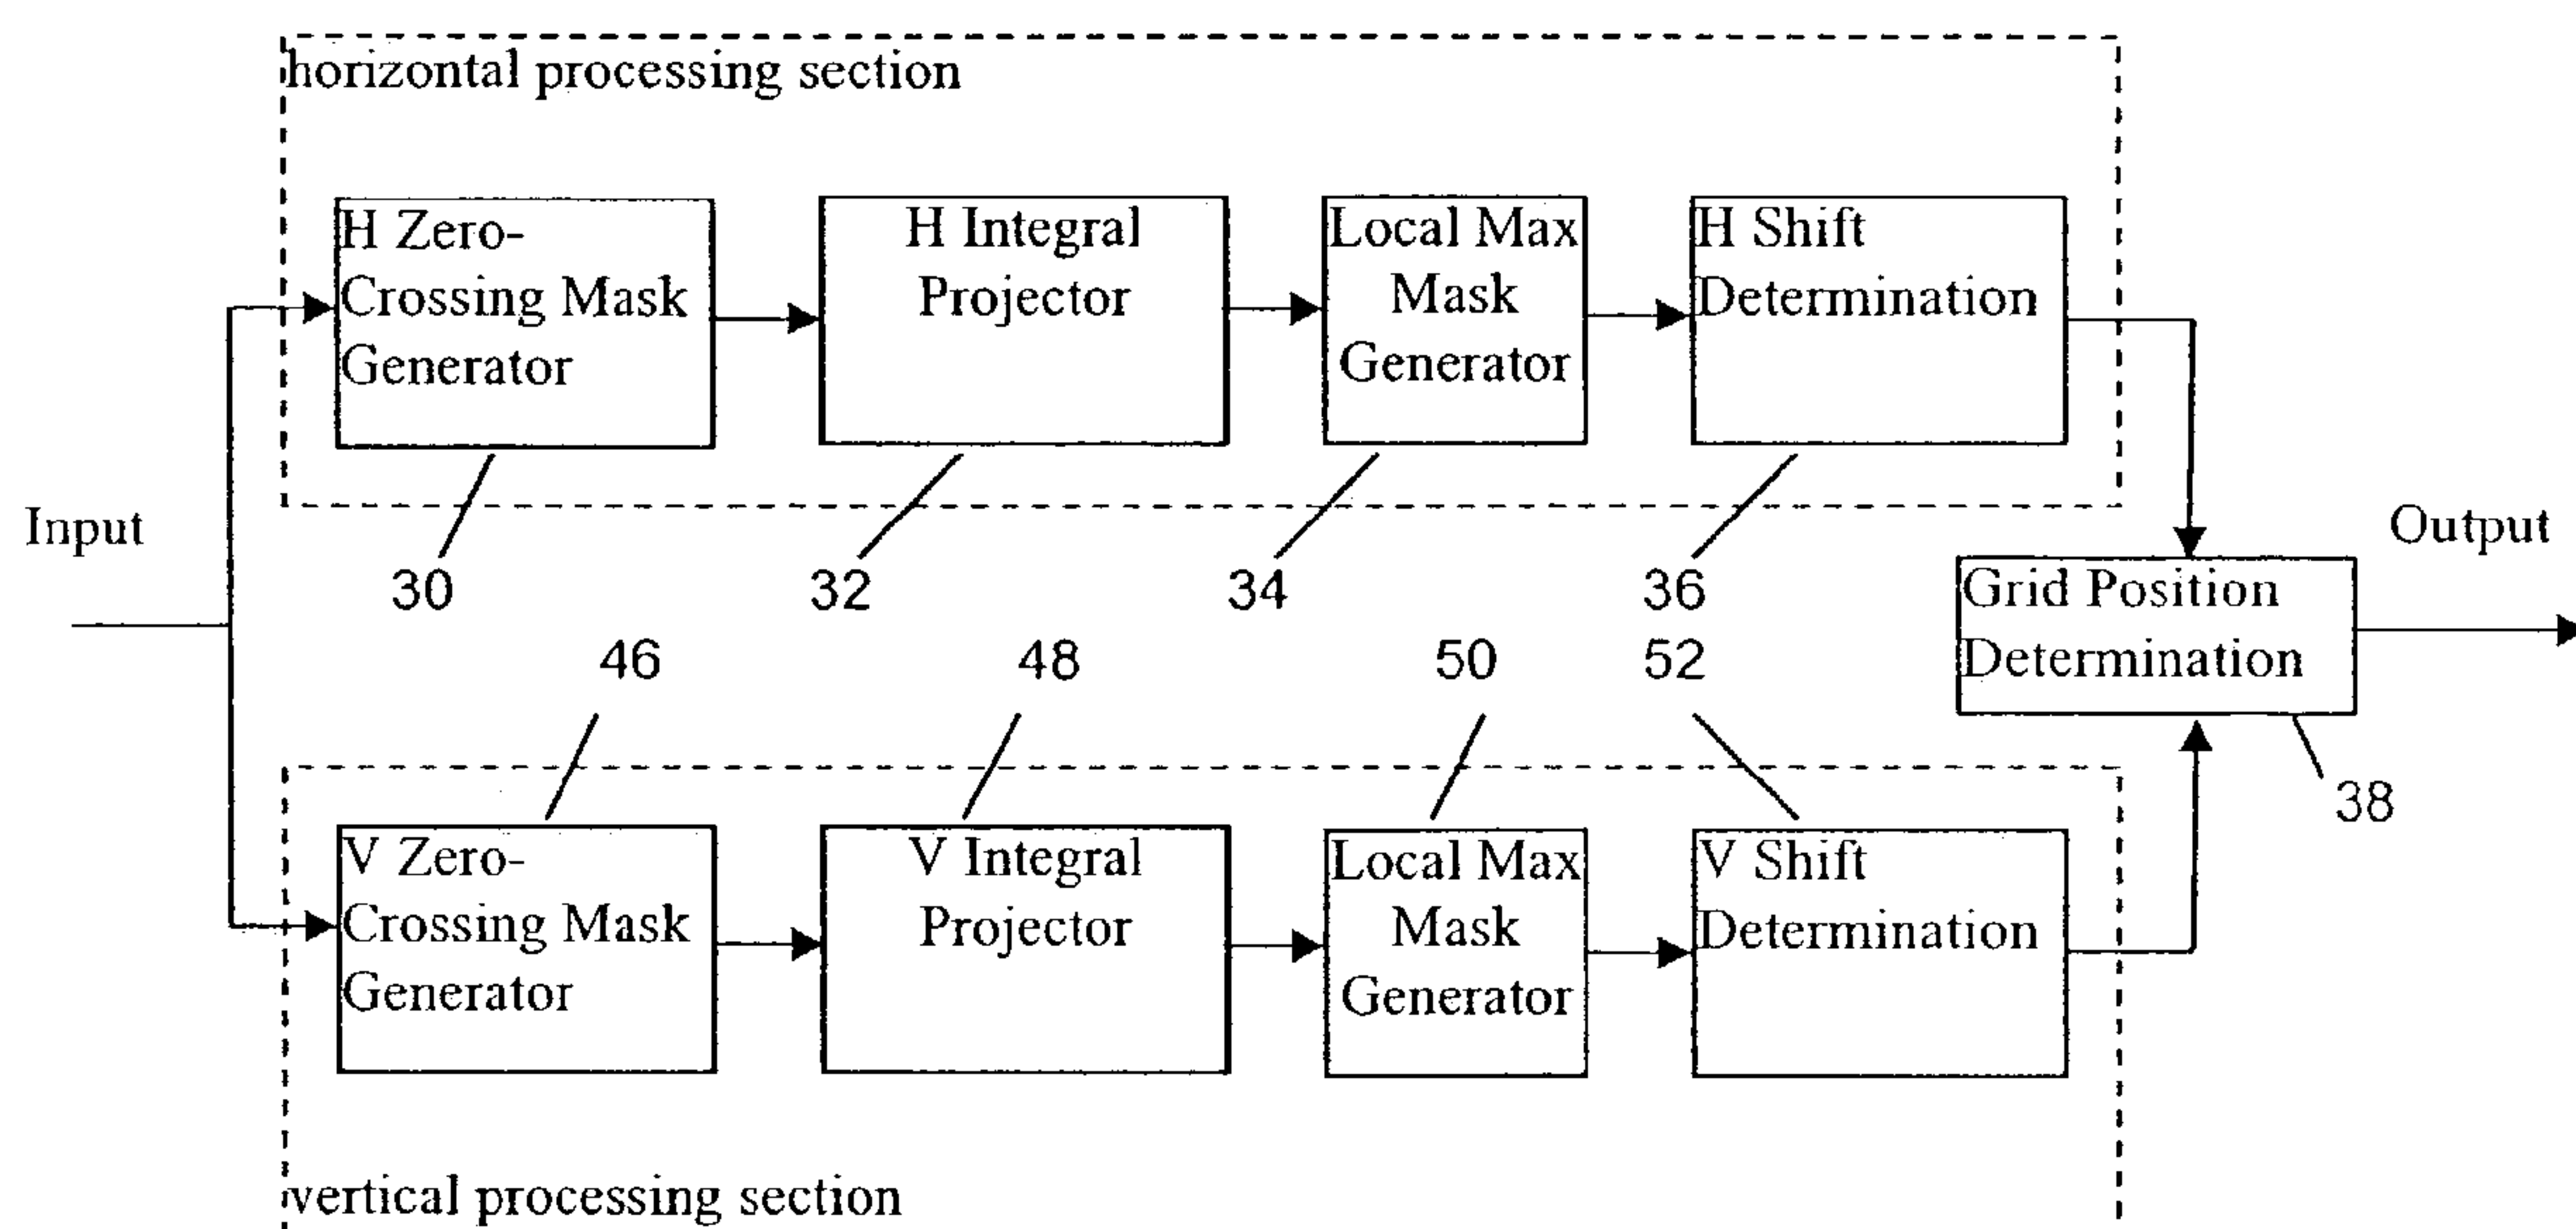 horizontal processing section
H Zero-
Crossing Mask
Generator
H Integral
Projector
Local Max
Mask
Generator
H Shift
Determination
Input
Output
30
32
34
36
Grid Position
Determination
46
48
50
52
38
V Zero-
Crossing Mask
Generator
V Integral
Projector
Local Max
Mask
Generator
V Shift
Determination
vertical processing section